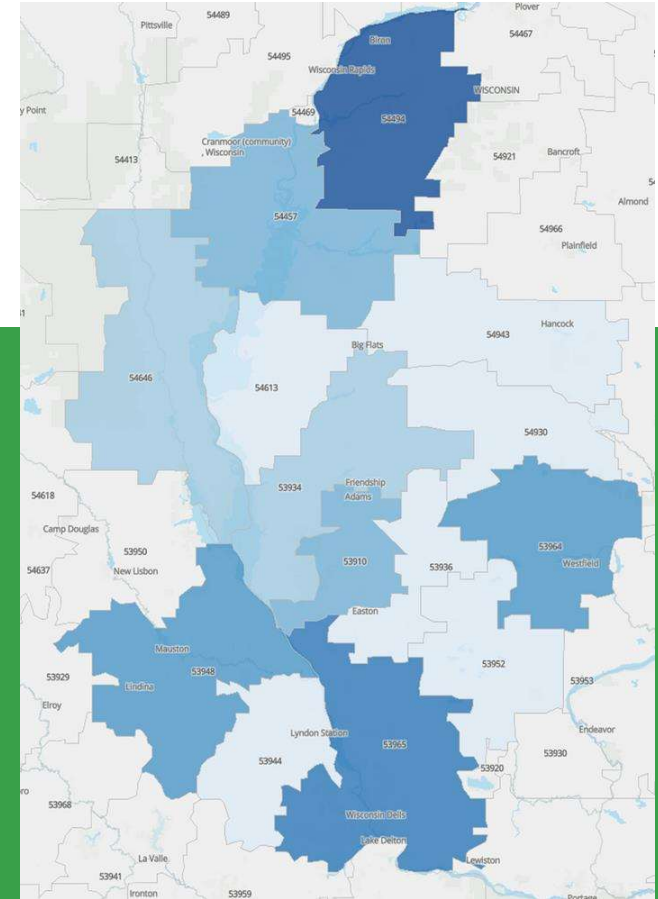 54489
Plover
Pittsville
54467
Biron
54495
Wisconsin Rapids
WISCONSIN
y Point
54469
54494
Cranmoor (community)
, Wisconsin
54413
54921
Bancroft
54
Almond
54457
54966
Plainfield
31
Hancock
54943
Big Flats
54646
54613
54930
Friendship
53934
Adams
54618
Camp Douglas
53950
53964
54637
New Lisbon
53910
53936
Westfield
Easton
Mauston
53948
53952
53929
53953
Lindina
Elroy
Lyndon Station
Endeavor
53965
53944
53930
53920
ro
53968
Wisconsin Dells
Lake Delton
La Valle
Lewiston
53941
Ironton
53959
Portage